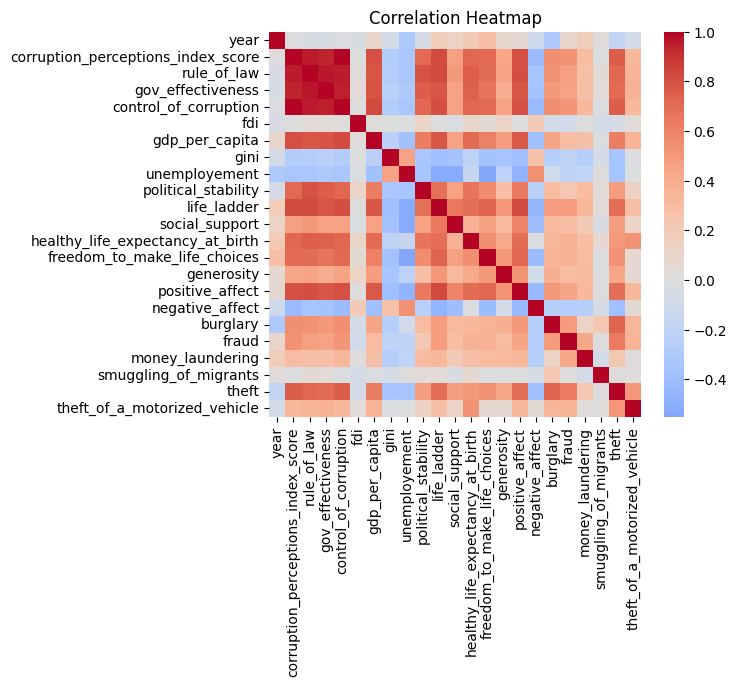 Correlation Heatmap
year
corruption_perceptions_index_score
rule_of_law
gov_effectiveness
control_of_corruption
fdi
gdp_per_capita
gini
unemployement
political_stability
life_ladder
social_support
healthy_life_expectancy_at_birth
freedom_to_make_life_choices
generosity
positive_affect
negative_affect
burglary
fraud
money_laundering
smuggling_of_migrants
theft
theft_of_a_motorized_vehicle
year
corruption_perceptions_index_score
rule_of_law
gov_effectiveness
control_of_corruption
fdi
gdp_per_capita
gini
unemployement
political_stability
life_ladder
social_support
healthy_life_expectancy_at_birth
freedom_to_make_life_choices
generosity
positive_affect
negative_affect
burglary
fraud
money_laundering
smuggling_of_migrants
theft
theft_of_a_motorized_vehicle
1.0
0.8
0.6
0.4
0.2
0.0
−0.2
−0.4